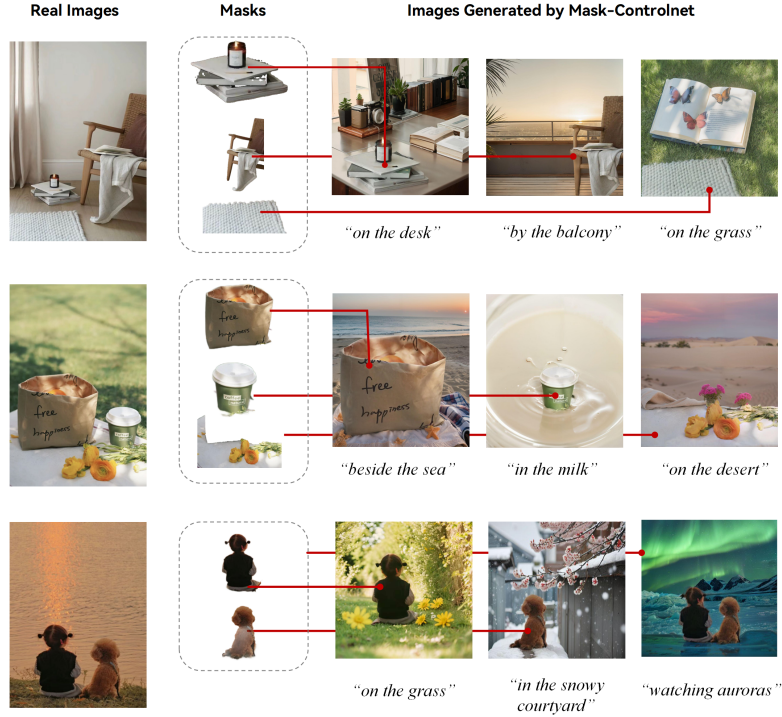 Real Images
Masks
Images Generated by Mask-Controlnet
“on the desk”
“by the balcony”
“on the grass”
free
happiness
free
happiness
free
happiness
“beside the sea”
“in the milk”
“on the desert”
“on the grass”
“in the snowy
courtyard”
“watching auroras”